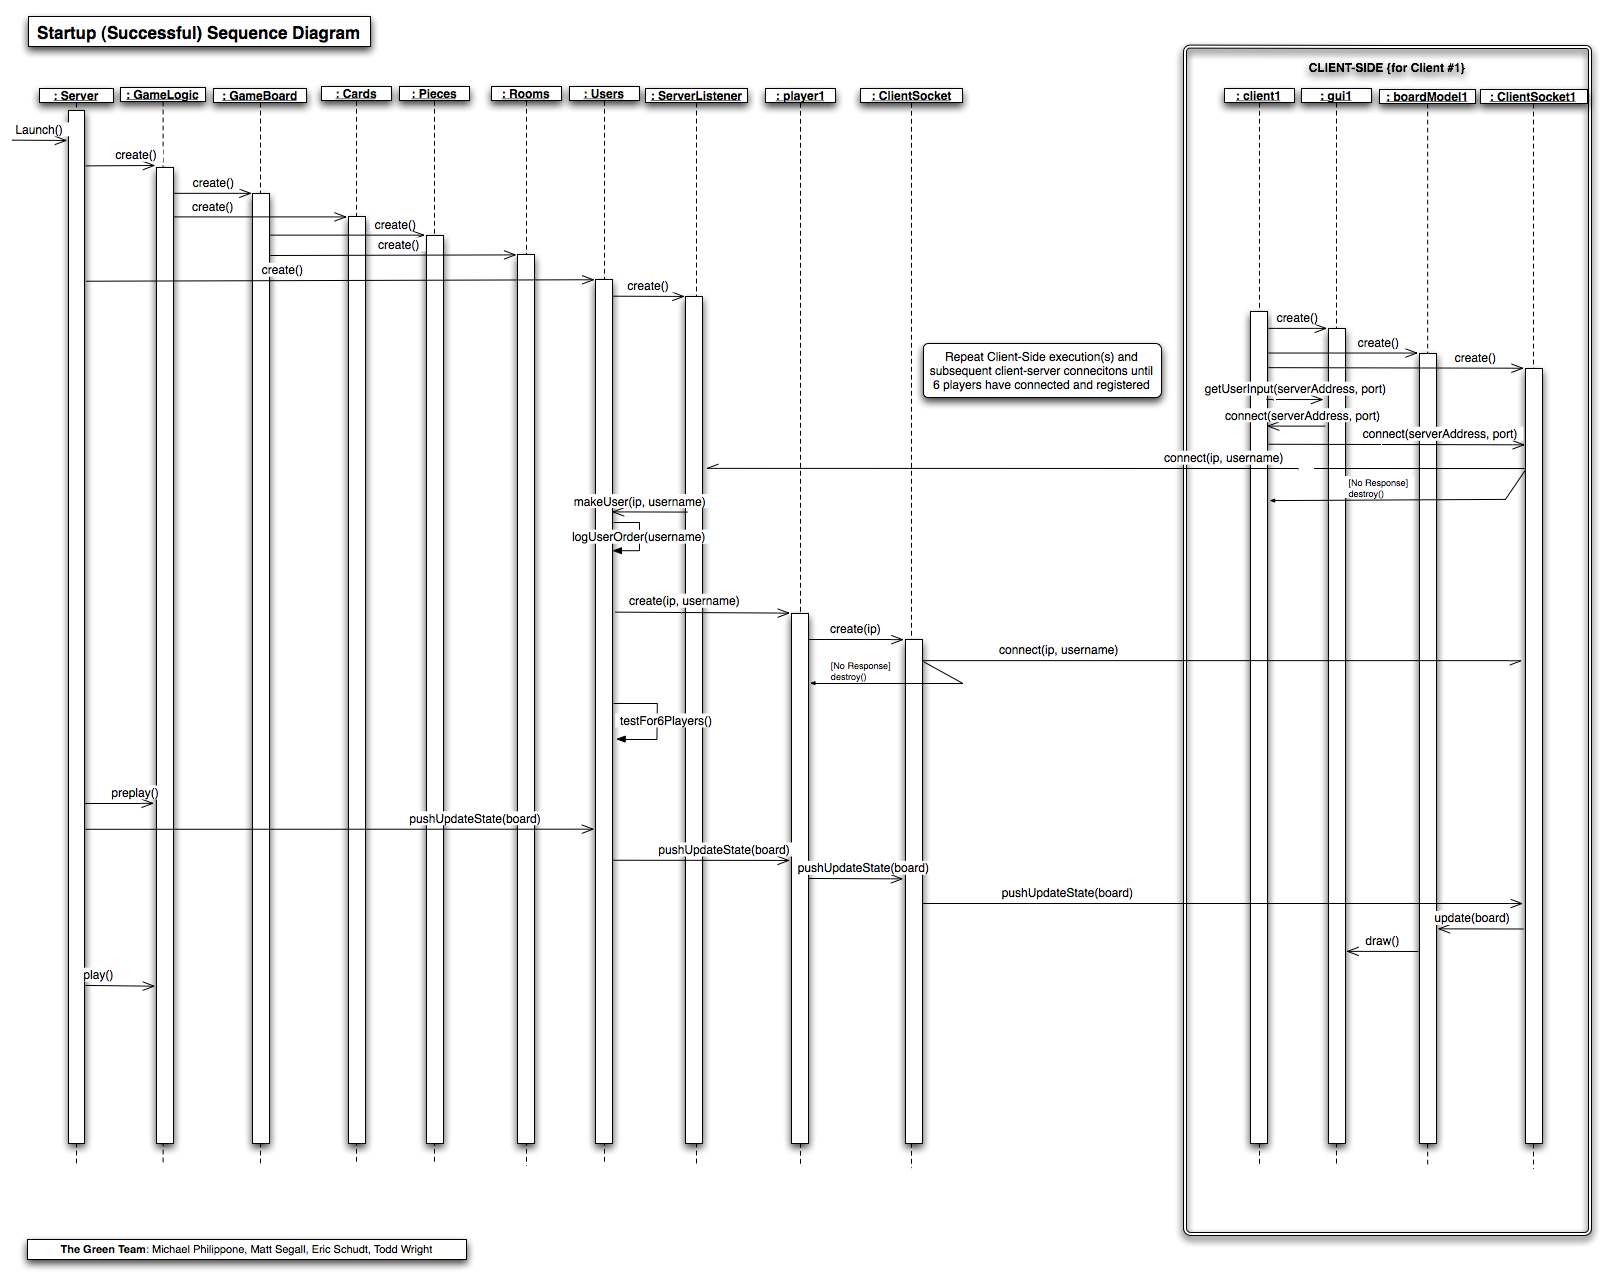 Startup (Successful) Sequence Diagram
CLIENT-SIDE {for Client #1}
: Server
: GameLogic
: GameBoard
: Cards
: Pieces
: Rooms
: Users
: ServerListener
: player1
: ClientSocket
: client1
: gui1
: boardModel1
: ClientSocket1
Launch()
create()
create()
create()
create()
create()
create()
create()
create()
create()
create()
Repeat Client-Side execution(s) and
subsequent client-server conneciton​s until
6 players have connected and registered
getUserInput(serverAddress, port)
connect(serverAddress, port)
connect(serverAddress, port)
connect(ip, username)
[No Response]
destroy()
makeUser(ip, username)
logUserOrder(username)
create(ip, username)
create(ip)
connect(ip, username)
[No Response]
destroy()
testFor6Players()
preplay()
pushUpdateState(board)
pushUpdateState(board)
pushUpdateState(board)
pushUpdateState(board)
update(board)
draw()
play()
The Green Team: Michael Philippone, Matt Segall, Eric Schudt, Todd Wright